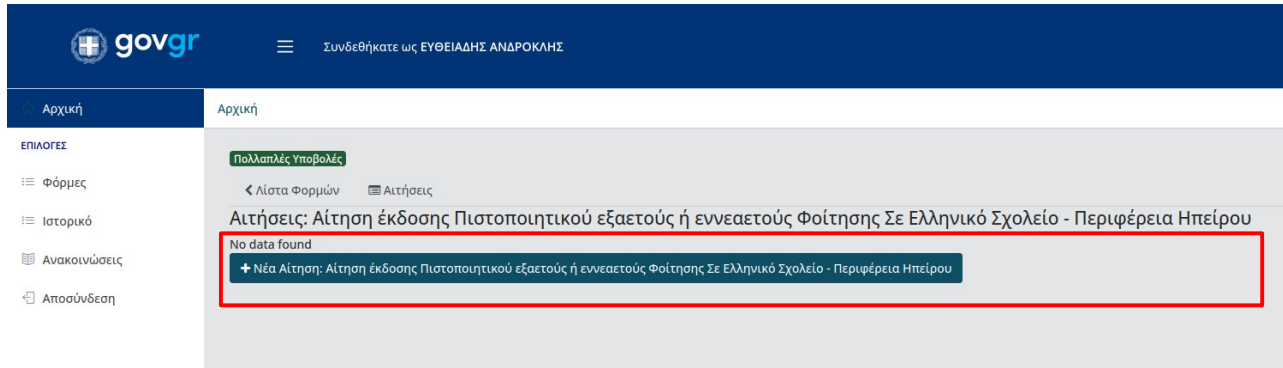 govgr
Συνδεθήκατε ως ΕΥΘΕΙΑΔΗΣ ΑΝΔΡΟΚΛΗΣ
Αρχική
Αρχική
ΕΠΙΛΟΓΕΣ
Φόρμες
Ιστορικό
Ανακοινώσεις
Αποσύνδεση
Πολλαπλές Υποβολές
Λίστα Φορμών Αιτήσεις
Αιτήσεις: Αίτηση έκδοσης Πιστοποιητικού εξαετούς ή εννεαετούς Φοίτησης Σε Ελληνικό Σχολείο - Περιφέρεια Ηπείρου
No data found
+ Νέα Αίτηση: Αίτηση έκδοσης Πιστοποιητικού εξαετούς ή εννεαετούς Φοίτησης Σε Ελληνικό Σχολείο - Περιφέρεια Ηπείρου